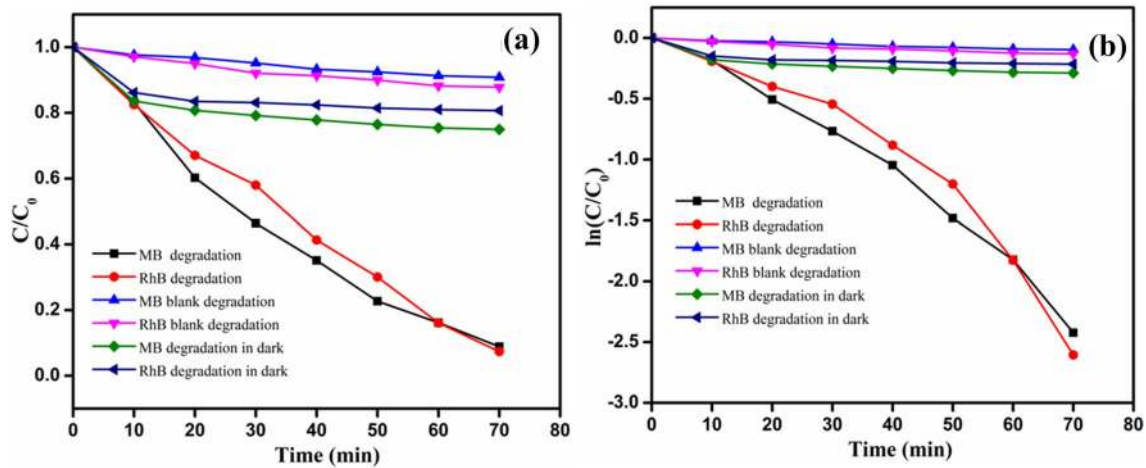 (a)
C/C₀
1.0
0.8
0.6
0.4
0.2
0.0
MB degradation
RhB degradation
MB blank degradation
RhB blank degradation
MB degradation in dark
RhB degradation in dark
0 10 20 30 40 50 60 70 80
Time (min)
(b)
ln(C/C₀)
0.0
-0.5
-1.0
-1.5
-2.0
-2.5
-3.0
MB degradation
RhB degradation
MB blank degradation
RhB blank degradation
MB degradation in dark
RhB degradation in dark
0 10 20 30 40 50 60 70 80
Time (min)